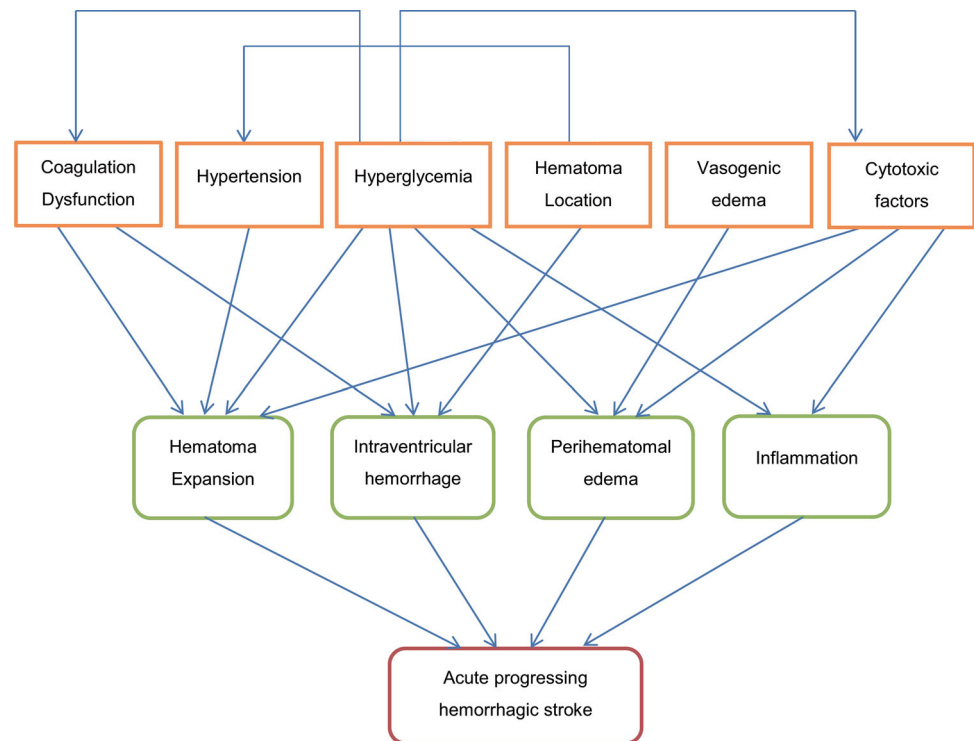 Coagulation
Dysfunction
Hypertension
Hyperglycemia
Hematoma
Location
Vasogenic
edema
Cytotoxic
factors
Hematoma
Expansion
Intraventricular
hemorrhage
Perihematomal
edema
Inflammation
Acute progressing
hemorrhagic stroke